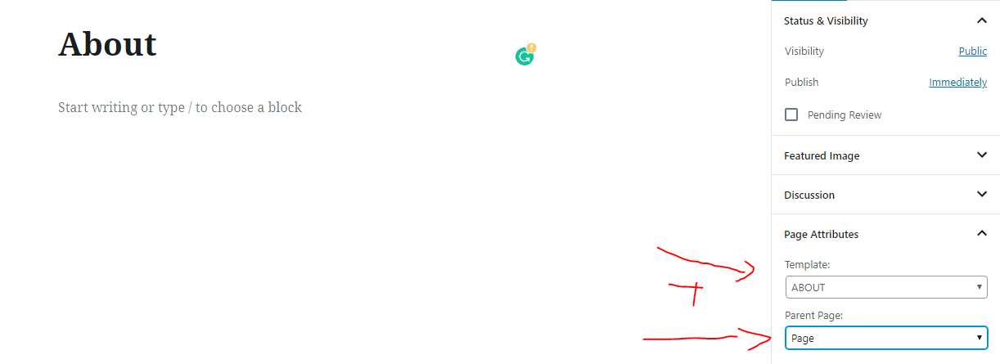 About
Start writing or type / to choose a block
Status & Visibility
Visibility Public
Publish Immediately
Pending Review
Featured Image
Discussion
Page Attributes
Template:
ABOUT
Parent Page:
Page